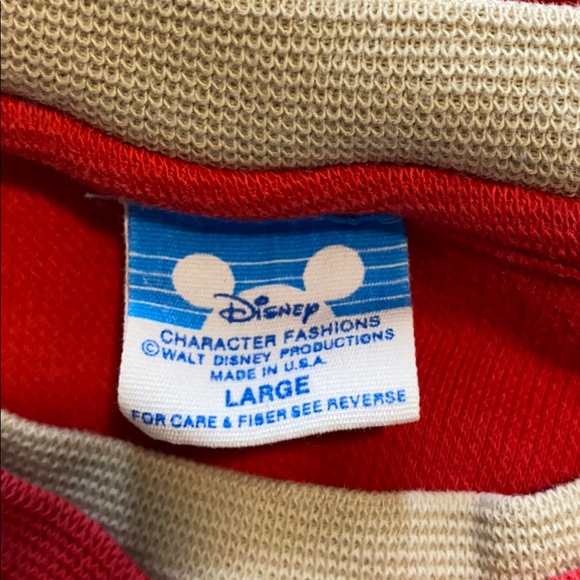 Disney
CHARACTER FASHIONS
©WALT DISNEY PRODUCTIONS
MADE IN U.S.A.
LARGE
FOR CARE & FIBER SEE REVERSE